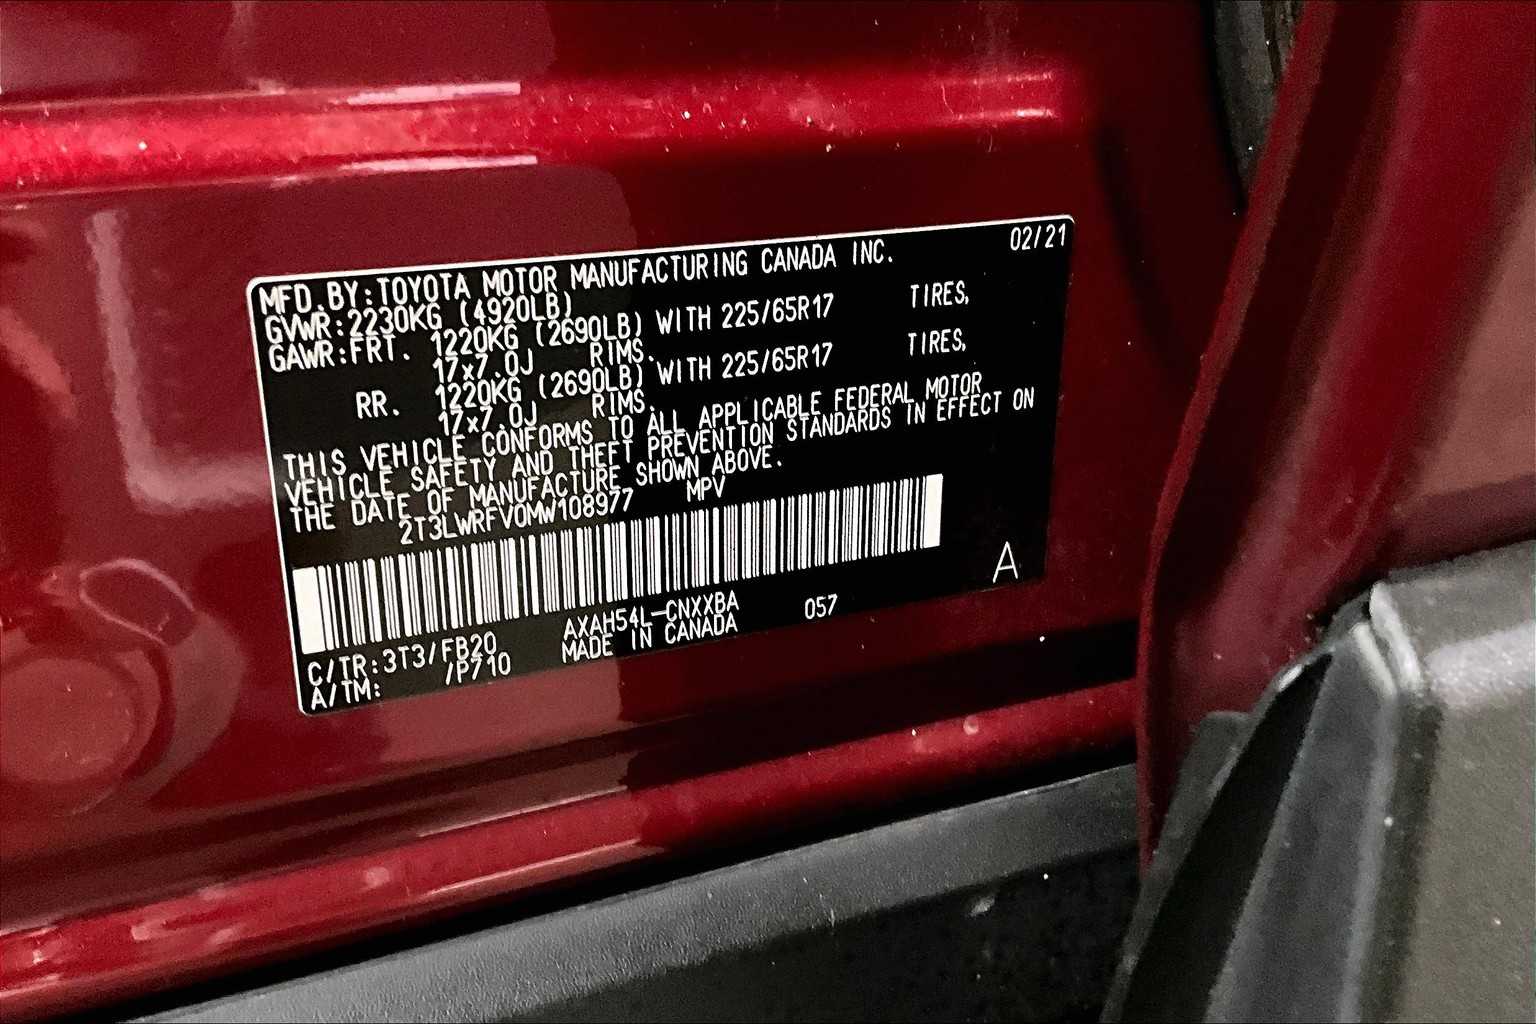 02/21
MFD.BY:TOYOTA MOTOR MANUFACTURING CANADA INC.
GVWR:2230KG (4920LB)
GAWR:FRT. 1220KG (2690LB) WITH 225/65R17 TIRES,
17x7.0J RIMS.
RR. 1220KG (2690LB) WITH 225/65R17 TIRES,
17x7.0J RIMS.
THIS VEHICLE CONFORMS TO ALL APPLICABLE FEDERAL MOTOR
VEHICLE SAFETY AND THEFT PREVENTION STANDARDS IN EFFECT ON
THE DATE OF MANUFACTURE SHOWN ABOVE.
2T3LWRFV0MW108977 MPV
A
C/TR:3T3/FB20 AXAH54L-CNXXBA 057
A/TM: /P710 MADE IN CANADA